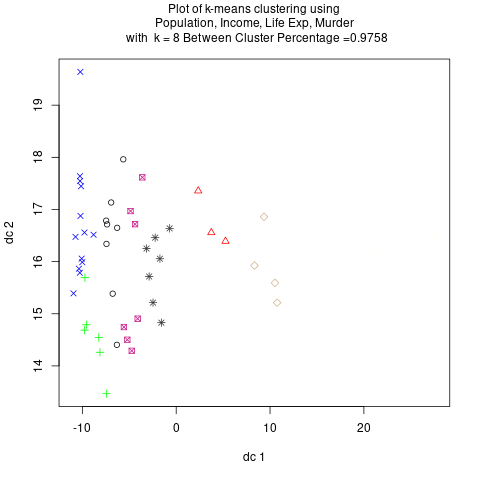 Plot of k-means clustering using
Population, Income, Life Exp, Murder
with  k = 8 Between Cluster Percentage =0.9758
19
18
17
16
15
14
dc 2
-10
0
10
20
dc 1